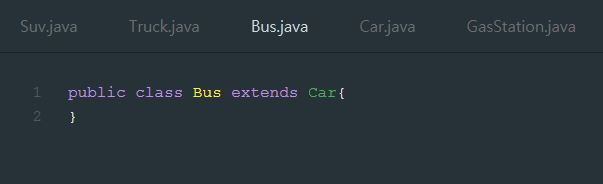 Suv.java Truck.java Bus.java Car.java GasStation.java
1 public class Bus extends Car{
2 }